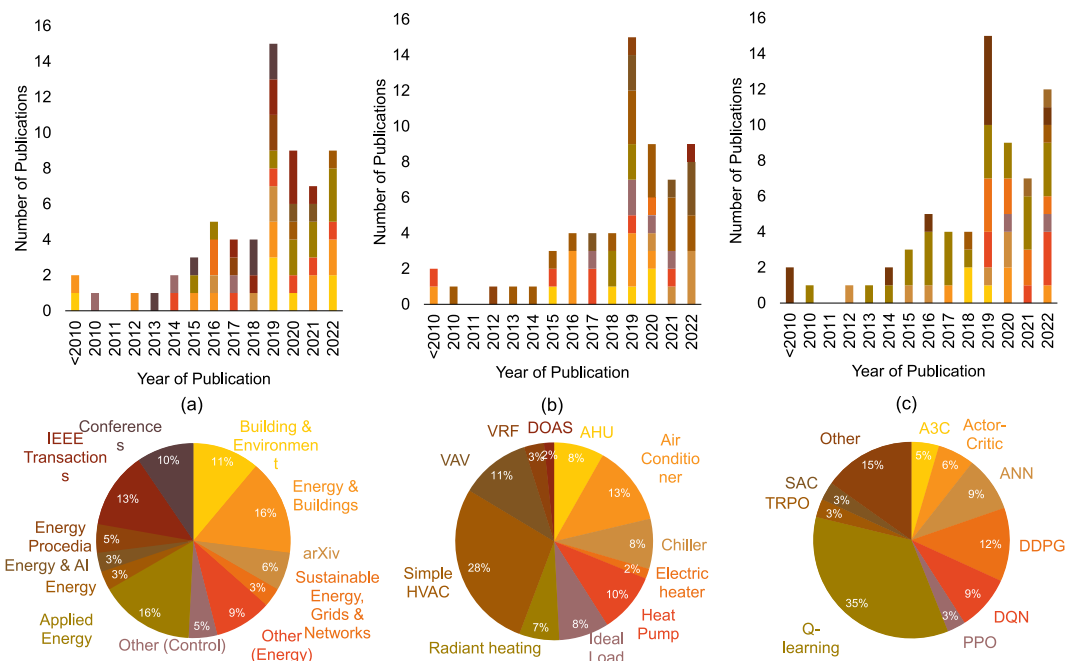 16
14
12
10
8
6
4
2
0
Number of Publications
<2010
2010
2011
2012
2013
2014
2015
2016
2017
2018
2019
2020
2021
2022
Year of Publication
(a)
16
14
12
10
8
6
4
2
0
Number of Publications
<2010
2010
2011
2012
2013
2014
2015
2016
2017
2018
2019
2020
2021
2022
Year of Publication
(b)
16
14
12
10
8
6
4
2
0
Number of Publications
<2010
2010
2011
2012
2013
2014
2015
2016
2017
2018
2019
2020
2021
2022
Year of Publication
(c)
Conference
s
10%
Building &
Environmen
t
11%
Energy &
Buildings
16%
arXiv
6%
Sustainable
Energy,
Grids &
Networks
3%
Other
(Energy)
9%
Other (Control)
5%
Applied
Energy
16%
Energy
3%
Energy & AI
3%
Energy
Procedia
5%
IEEE
Transaction
s
13%
DOAS
2%
AHU
8%
Air
Conditio
ner
13%
Chiller
8%
Electric
heater
2%
Heat
Pump
10%
Ideal
Load
8%
Radiant heating
7%
Simple
HVAC
28%
VAV
11%
VRF
3%
A3C
5%
Actor-
Critic
6%
ANN
9%
DDPG
12%
DQN
9%
PPO
3%
Q-
learning
35%
TRPO
3%
SAC
3%
Other
15%